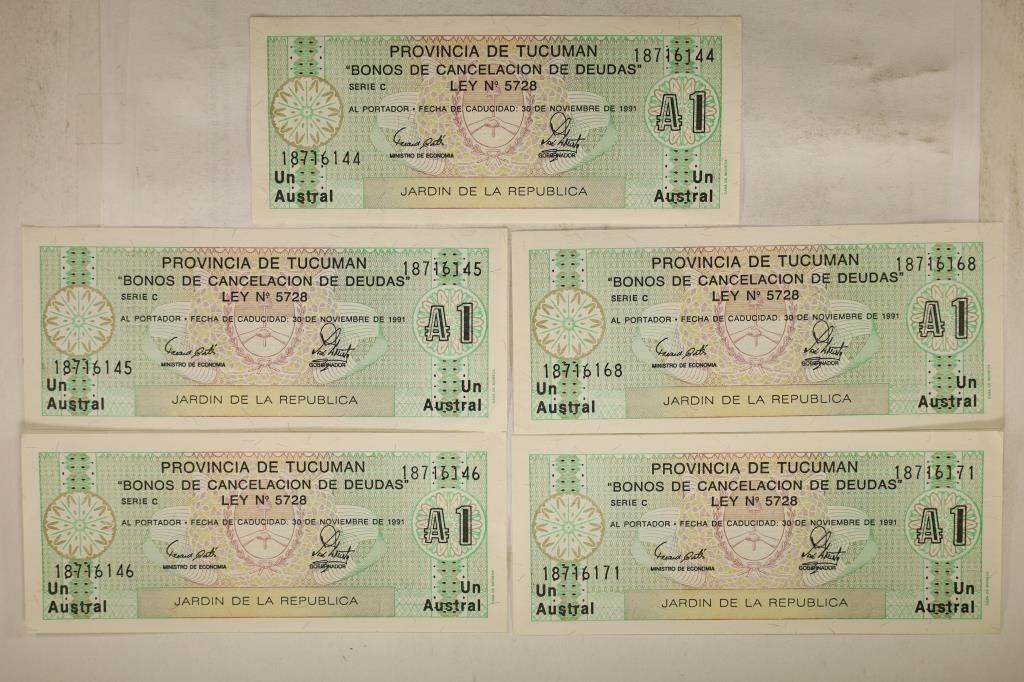 PROVINCIA DE TUCUMAN 18716144
"BONOS DE CANCELACION DE DEUDAS"
SERIE C LEY Nº 5728
AL PORTADOR • FECHA DE CADUCIDAD: 30 DE NOVIEMBRE DE 1991
A 1
18716144 MINISTRO DE ECONOMIA GOBERNADOR
Un Un
Austral JARDIN DE LA REPUBLICA Austral
PROVINCIA DE TUCUMAN 18716145
"BONOS DE CANCELACION DE DEUDAS"
SERIE C LEY Nº 5728
AL PORTADOR • FECHA DE CADUCIDAD: 30 DE NOVIEMBRE DE 1991
A 1
18716145 MINISTRO DE ECONOMIA GOBERNADOR
Un Un
Austral JARDIN DE LA REPUBLICA Austral
PROVINCIA DE TUCUMAN 18716168
"BONOS DE CANCELACION DE DEUDAS"
SERIE C LEY Nº 5728
AL PORTADOR • FECHA DE CADUCIDAD: 30 DE NOVIEMBRE DE 1991
A 1
18716168 MINISTRO DE ECONOMIA GOBERNADOR
Un Un
Austral JARDIN DE LA REPUBLICA Austral
PROVINCIA DE TUCUMAN 18716146
"BONOS DE CANCELACION DE DEUDAS"
SERIE C LEY Nº 5728
AL PORTADOR • FECHA DE CADUCIDAD: 30 DE NOVIEMBRE DE 1991
A 1
18716146 MINISTRO DE ECONOMIA GOBERNADOR
Un Un
Austral JARDIN DE LA REPUBLICA Austral
PROVINCIA DE TUCUMAN 18716171
"BONOS DE CANCELACION DE DEUDAS"
SERIE C LEY Nº 5728
AL PORTADOR • FECHA DE CADUCIDAD: 30 DE NOVIEMBRE DE 1991
A 1
18716171 MINISTRO DE ECONOMIA GOBERNADOR
Un Un
Austral JARDIN DE LA REPUBLICA Austral